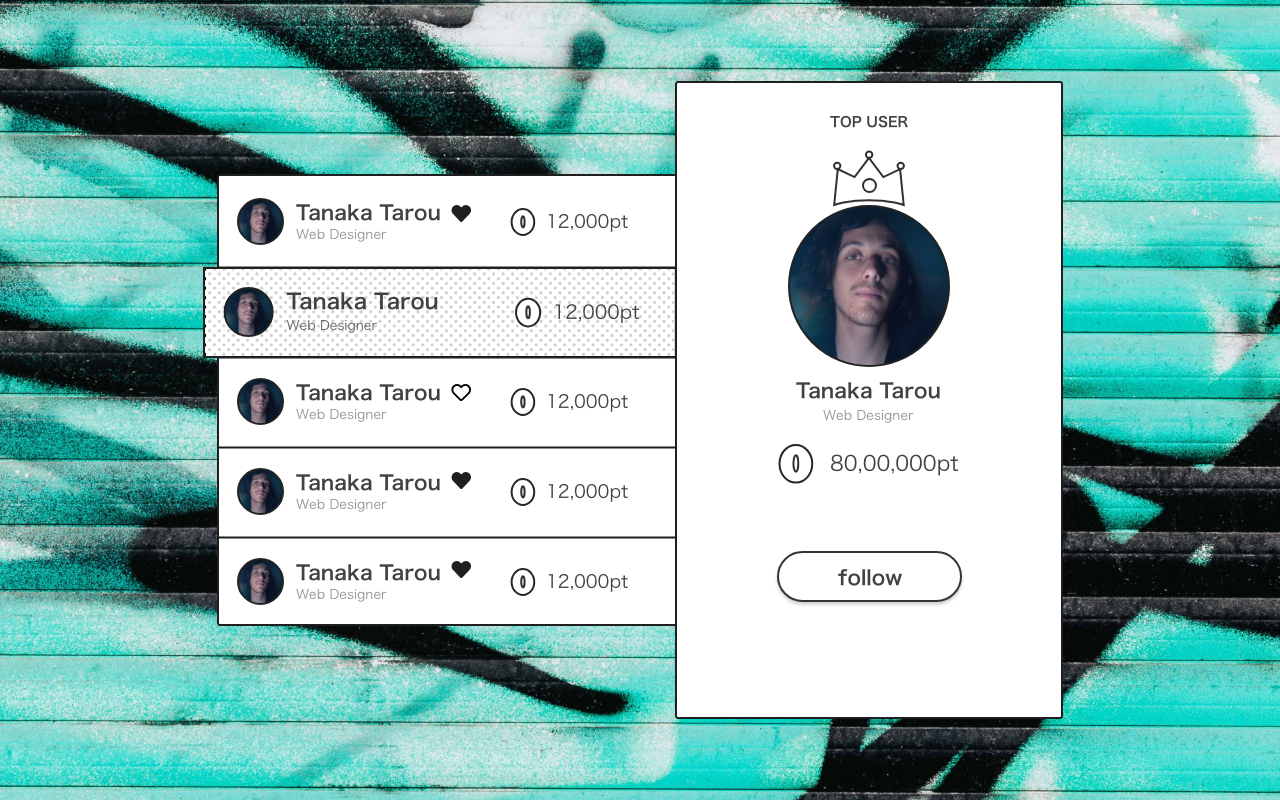 Tanaka Tarou
Web Designer
12,000pt
Tanaka Tarou
Web Designer
12,000pt
Tanaka Tarou
Web Designer
12,000pt
Tanaka Tarou
Web Designer
12,000pt
Tanaka Tarou
Web Designer
12,000pt
TOP USER
Tanaka Tarou
Web Designer
80,00,000pt
follow